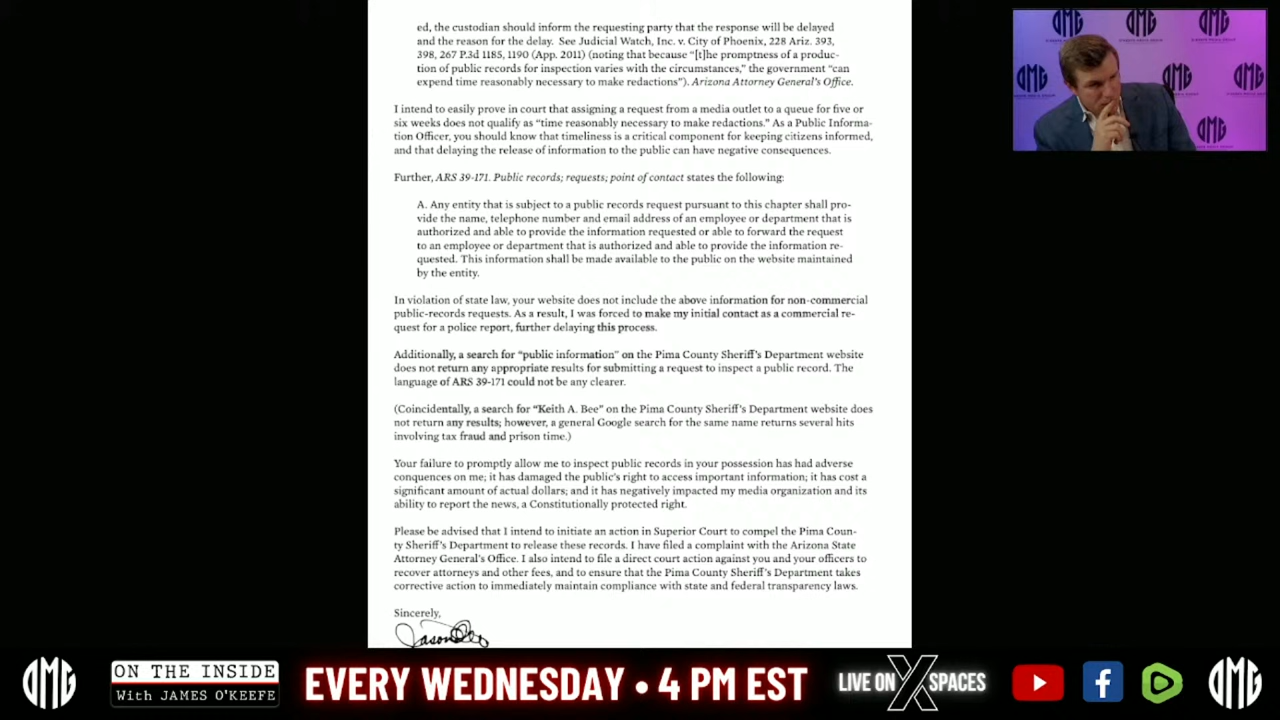 ed, the custodian should inform the requesting party that the response will be delayed
and the reason for the delay. See Judicial Watch, Inc. v. City of Phoenix, 228 Ariz. 393,
398, 267 P.3d 1185, 1190 (App. 2011) (noting that because “[t]he promptness of a produc-
tion of public records for inspection varies with the circumstances,” the government “can
expend time reasonably necessary to make redactions”). Arizona Attorney General's Office.
I intend to easily prove in court that assigning a request from a media outlet to a queue for five or
six weeks does not qualify as “time reasonably necessary to make redactions.” As a Public Informa-
tion Officer, you should know that timeliness is a critical component for keeping citizens informed,
and that delaying the release of information to the public can have negative consequences.
Further, ARS 39-171. Public records; requests; point of contact states the following:
A. Any entity that is subject to a public records request pursuant to this chapter shall pro-
vide the name, telephone number and email address of an employee or department that is
authorized and able to provide the information requested or able to forward the request
to an employee or department that is authorized and able to provide the information re-
quested. This information shall be made available to the public on the website maintained
by the entity.
In violation of state law, your website does not include the above information for non-commercial
public-records requests. As a result, I was forced to make my initial contact as a commercial re-
quest for a police report, further delaying this process.
Additionally, a search for “public information” on the Pima County Sheriff's Department website
does not return any appropriate results for submitting a request to inspect a public record. The
language of ARS 39-171 could not be any clearer.
(Coincidentally, a search for “Keith A. Bee” on the Pima County Sheriff's Department website does
not return any results; however, a general Google search for the same name returns several hits
involving tax fraud and prison time.)
Your failure to promptly allow me to inspect public records in your possession has had adverse
conquences on me; it has damaged the public's right to access important information; it has cost a
significant amount of actual dollars; and it has negatively impacted my media organization and its
ability to report the news, a Constitutionally protected right.
Please be advised that I intend to initiate an action in Superior Court to compel the Pima Coun-
ty Sheriff's Department to release these records. I have filed a complaint with the Arizona State
Attorney General's Office. I also intend to file a direct court action against you and your officers to
recover attorneys and other fees, and to ensure that the Pima County Sheriff's Department takes
corrective action to immediately maintain compliance with state and federal transparency laws.
Sincerely,
OMG
OMG
OMG
OMG
OMG
OMG
OMG
OMG
ON THE INSIDE
With JAMES O'KEEFE
EVERY WEDNESDAY • 4 PM EST
LIVE ON X SPACES
OMG